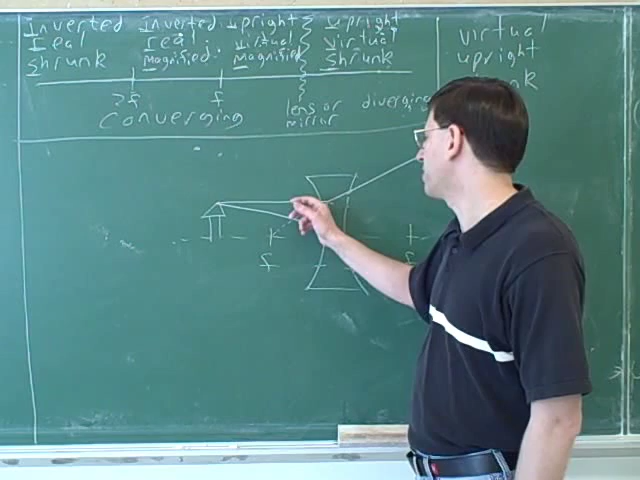 Inverted Inverted upright upright
real real virtual virtual
shrunk magnified. magnified shrunk
virtual
upright
nk
2f f
converging lens or mirror diverging
f f